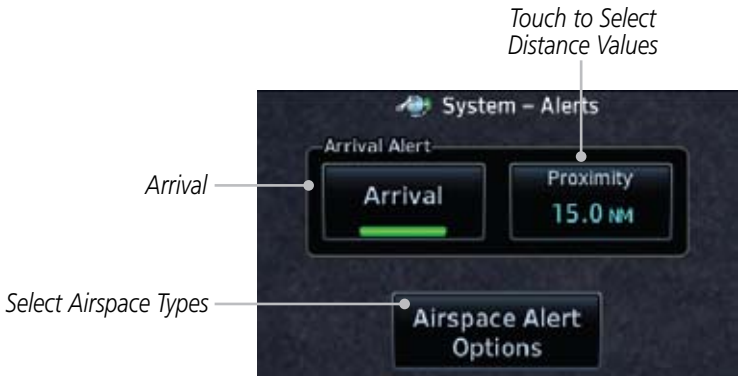 Touch to Select
Distance Values
System – Alerts
Arrival Alert
Arrival
Arrival
Proximity
15.0 NM
Select Airspace Types
Airspace Alert
Options